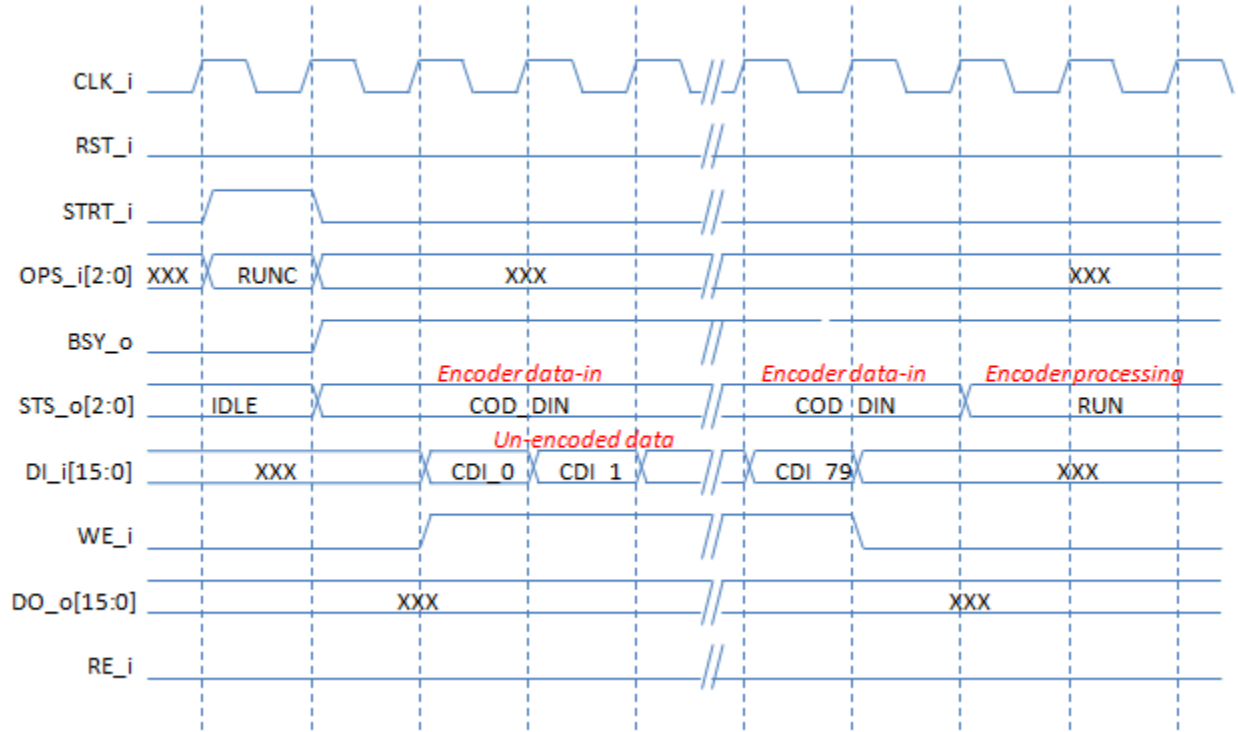 CLK_i
RST_i
STRT_i
OPS_i[2:0] XXX RUNC XXX XXX
BSY_o
Encoder data-in Encoder data-in Encoder processing
STS_o[2:0] IDLE COD_DIN COD_DIN RUN
Un-encoded data
DI_i[15:0] XXX CDI_0 CDI_1 CDI_79 XXX
WE_i
DO_o[15:0] XXX XXX
RE_i